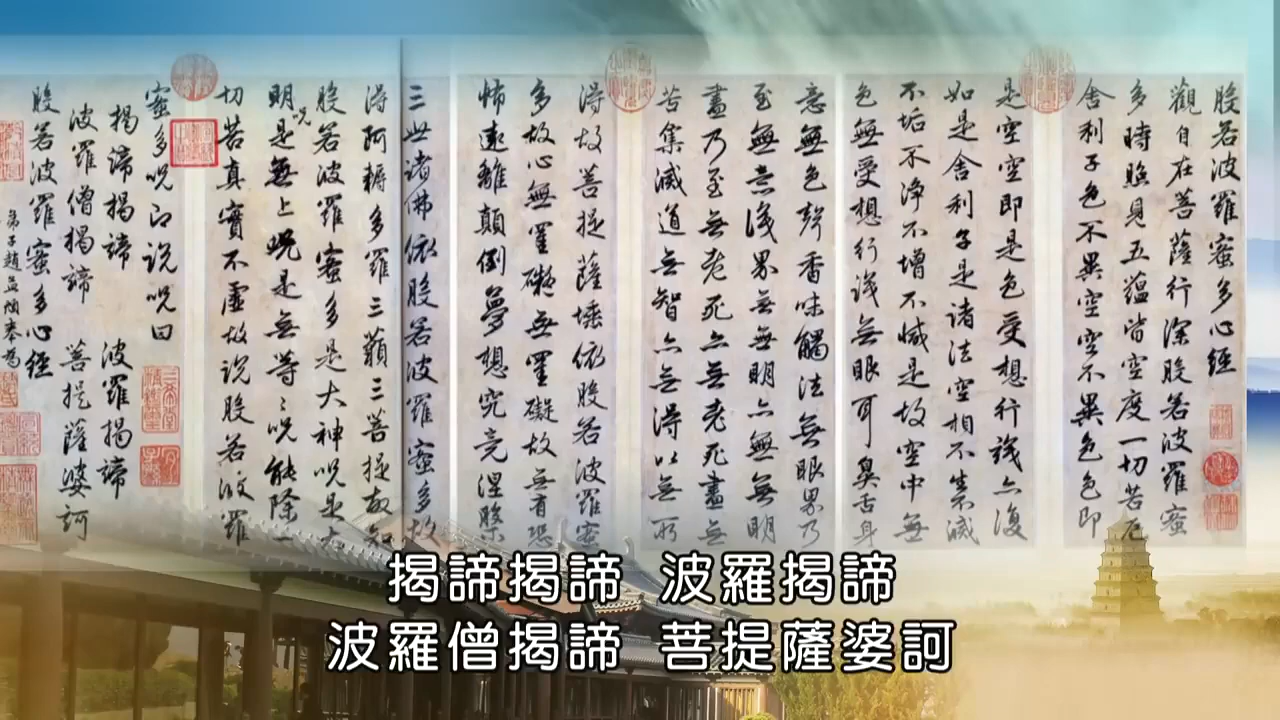 般若波羅蜜多心經
觀自在菩薩行深般若波羅蜜
多時照見五蘊皆空度一切苦厄
舍利子色不異空空不異色色即
是空空即是色受想行識亦復
如是舍利子是諸法空相不生滅
不垢不淨不增不減是故空中無
色無受想行識無眼耳鼻舌身
意無色聲香味觸法無眼界乃
至無意識界無無明亦無無明
盡乃至無老死亦無老死盡無
苦集滅道無智亦無得以無所
得故菩提薩埵依般若波羅蜜
多故心無罣礙無罣礙故無有恐
怖遠離顛倒夢想究竟涅槃
三世諸佛依般若波羅蜜多故
得阿耨多羅三藐三菩提故知
般若波羅蜜多是大神呪是大
明呪是無上呪是無等〻呪能除一
切苦真實不虛故說般若波羅
蜜多呪即說呪曰
揭諦揭諦 波羅揭諦
波羅僧揭諦 菩提薩婆訶
般若波羅蜜多心經
弟子趙孟頫奉為
揭諦揭諦 波羅揭諦
波羅僧揭諦 菩提薩婆訶